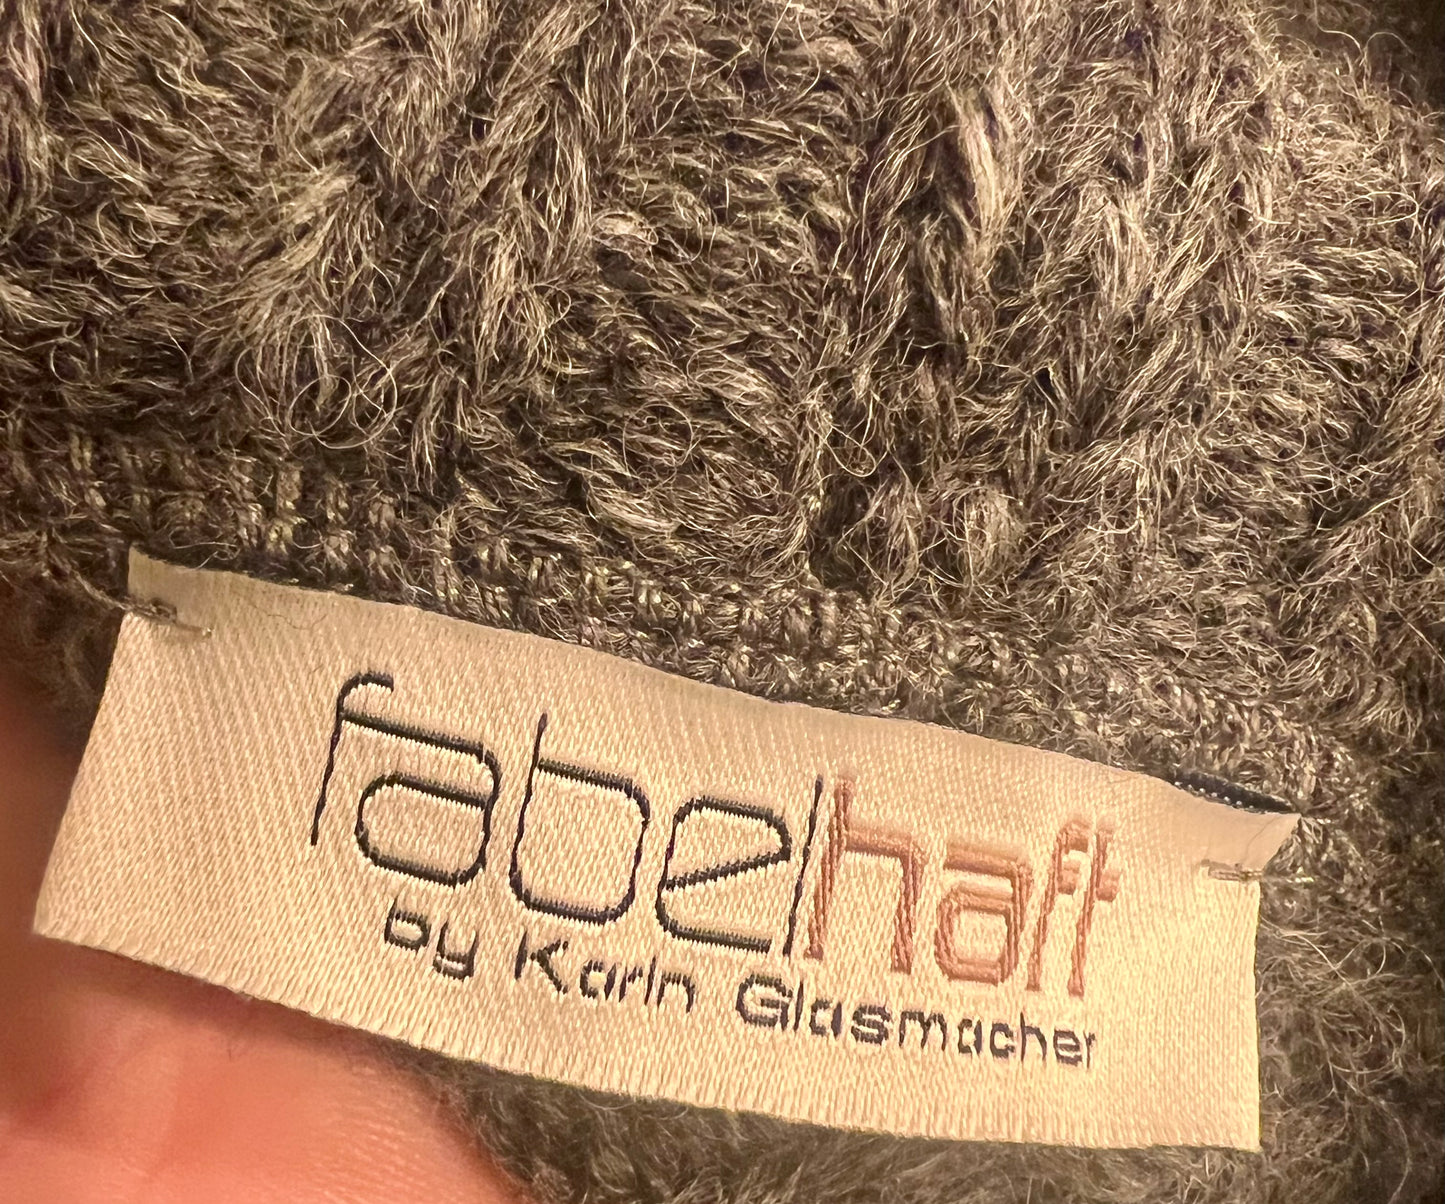 fabelhaft
by Karin Glasmacher